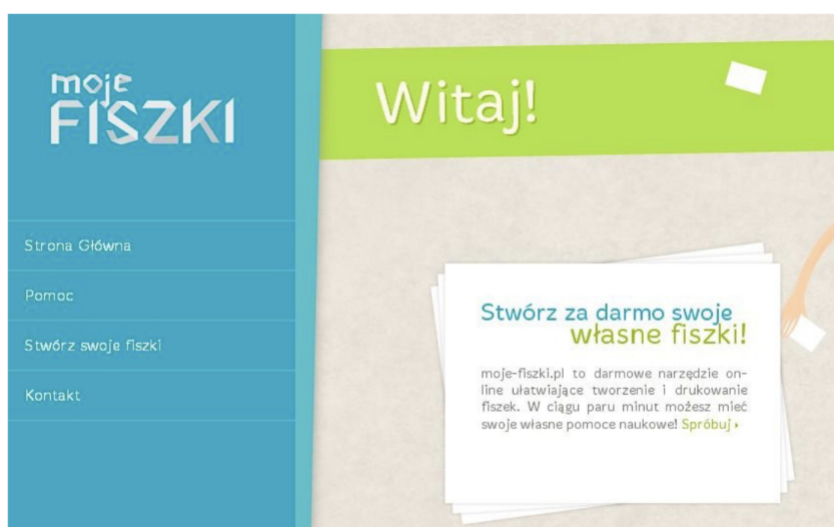 moje
FISZKI
Strona Główna
Pomoc
Stwórz swoje fiszki
Kontakt
Witaj!
Stwórz za darmo swoje
własne fiszki!
moje-fiszki.pl to darmowe narzędzie on-
line ułatwiające tworzenie i drukowanie
fiszek. W ciągu paru minut możesz mieć
swoje własne pomoce naukowe! Spróbuj ›